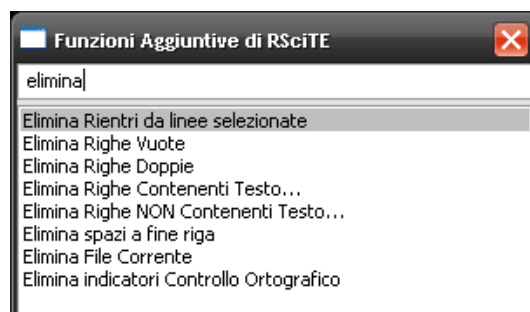 Funzioni Aggiuntive di RSciTE
elimina
Elimina Rientri da linee selezionate
Elimina Righe Vuote
Elimina Righe Doppie
Elimina Righe Contenenti Testo...
Elimina Righe NON Contenenti Testo...
Elimina spazi a fine riga
Elimina File Corrente
Elimina indicatori Controllo Ortografico